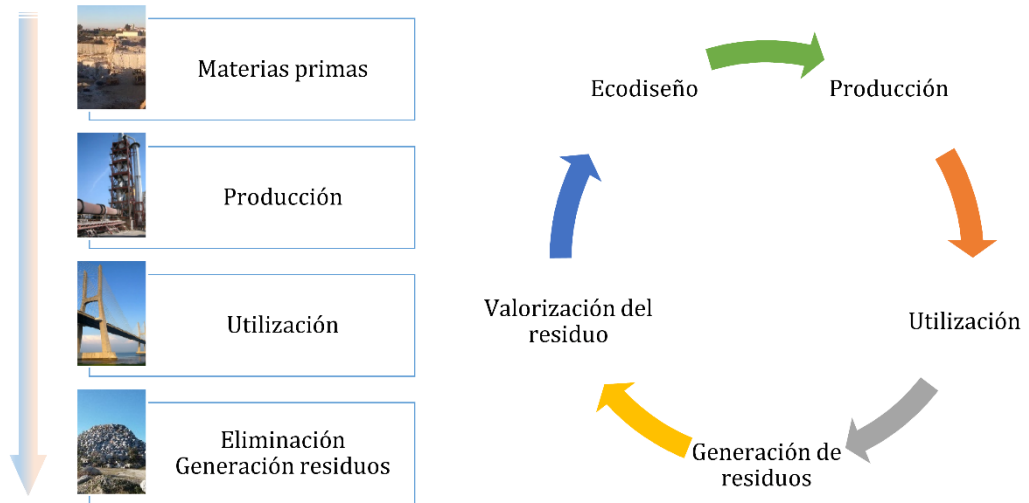 Materias primas
Producción
Utilización
Eliminación
Generación residuos
Ecodiseño
Producción
Utilización
Generación de
residuos
Valorización del
residuo